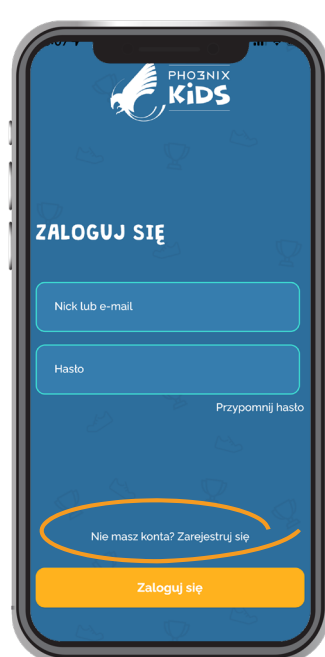 PHO3NIX
KiDS
ZALOGUJ SIĘ
Nick lub e-mail
Hasło
Przypomnij hasło
Nie masz konta? Zarejestruj się
Zaloguj się